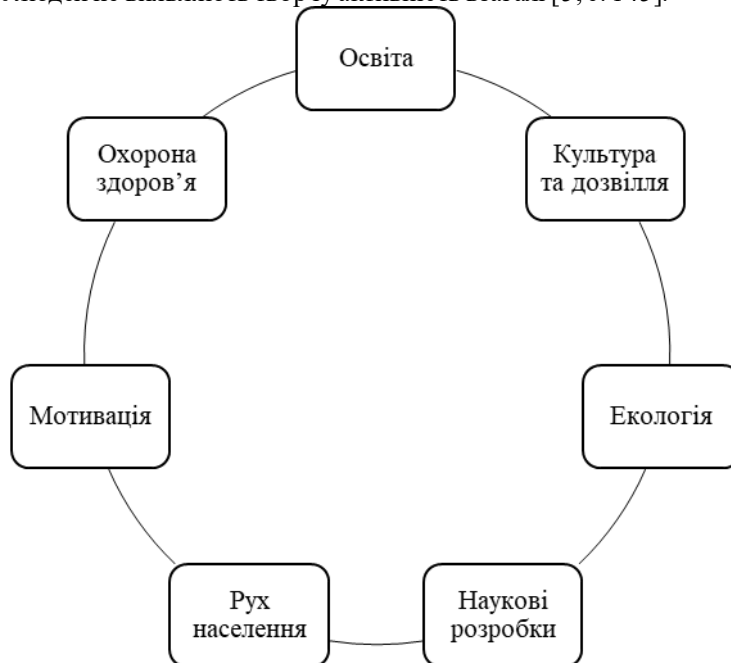 Освіта
Культура
та дозвілля
Екологія
Наукові
розробки
Рух
населення
Мотивація
Охорона
здоров’я